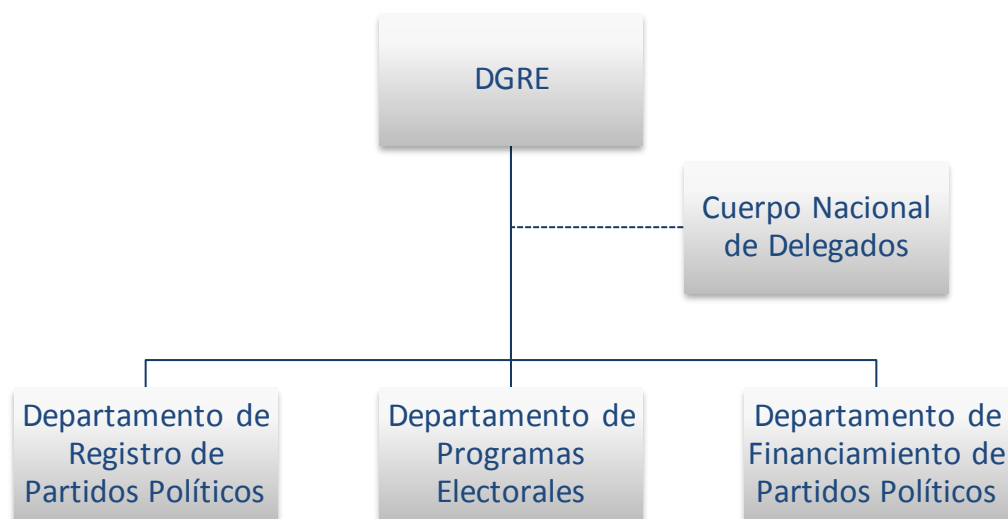 DGRE
Cuerpo Nacional
de Delegados
Departamento de
Registro de
Partidos Políticos
Departamento de
Programas
Electorales
Departamento de
Financiamiento de
Partidos Políticos